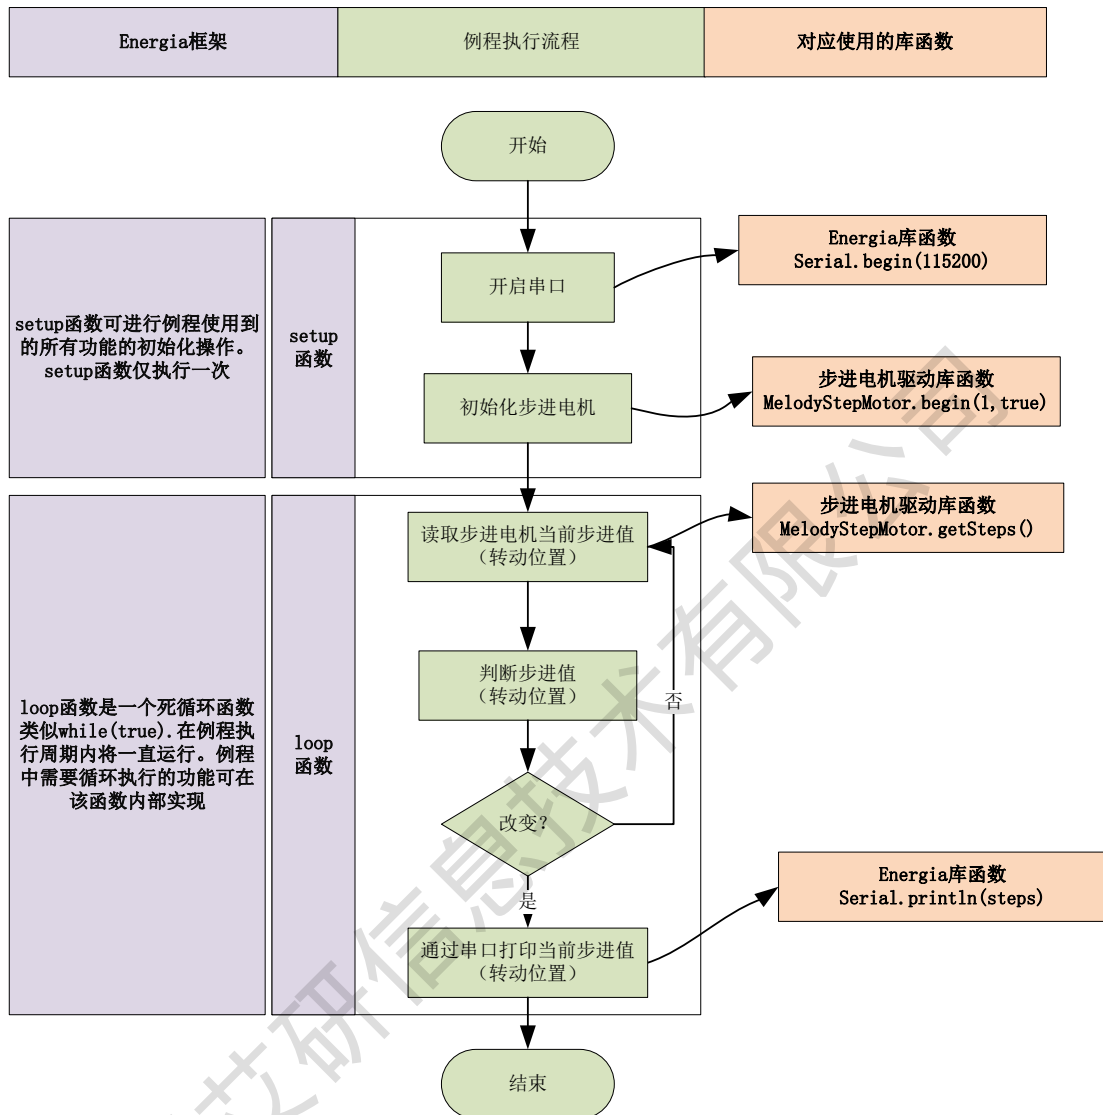 Energia框架
例程执行流程
对应使用的库函数
开始
setup函数可进行例程使用到
的所有功能的初始化操作。
setup函数仅执行一次
setup
函数
开启串口
Energia库函数
Serial.begin(115200)
初始化步进电机
步进电机驱动库函数
MelodyStepMotor.begin(1,true)
loop函数是一个死循环函数
类似while(true).在例程执
行周期内将一直运行。例程
中需要循环执行的功能可在
该函数内部实现
loop
函数
读取步进电机当前步进值
（转动位置）
步进电机驱动库函数
MelodyStepMotor.getSteps()
判断步进值
（转动位置）
否
改变?
是
通过串口打印当前步进值
（转动位置）
Energia库函数
Serial.println(steps)
结束
艾研信息技术有限公司